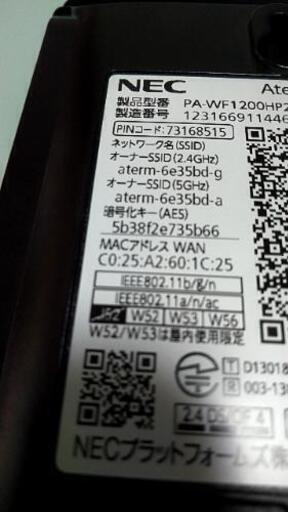 NEC Ate
製品型番 PA-WF1200HP2
製造番号 12316691144
PINコード: 73168515
ネットワーク名(SSID)
オーナーSSID(2.4GHz)
aterm-6e35bd-g
オーナーSSID(5GHz)
aterm-6e35bd-a
暗号化キー(AES)
5b38f2e735b66
MACアドレス WAN
C0:25:A2:60:1C:25
IEEE802.11b/g/n
IEEE802.11a/n/ac
W52 W53 W56
W52/W53は屋内使用限定
T D13018
R 003-13
2.4 DS/OF 4
NECプラットフォームズ株